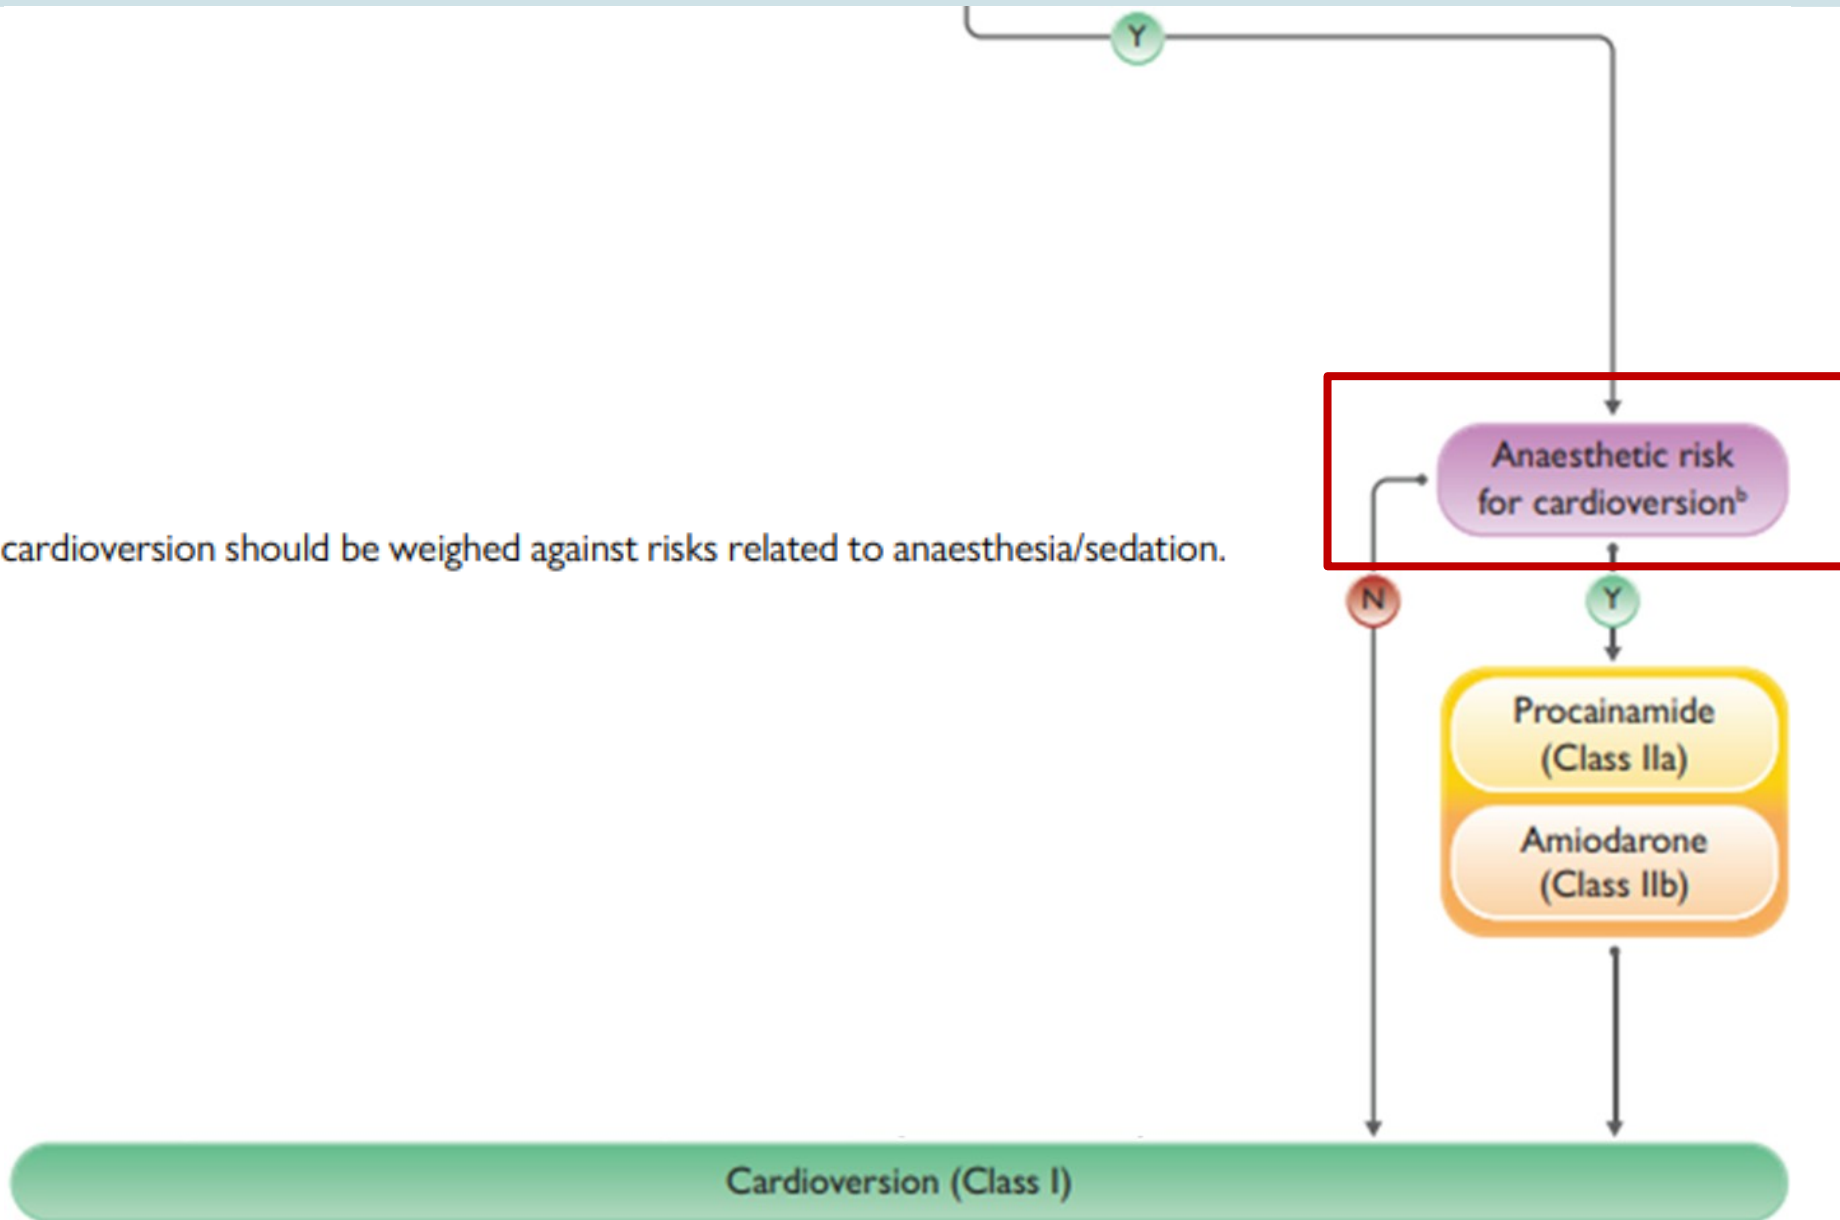 Y
Anaesthetic risk
for cardioversionᵇ
cardioversion should be weighed against risks related to anaesthesia/sedation.
N
Y
Procainamide
(Class IIa)
Amiodarone
(Class IIb)
Cardioversion (Class I)